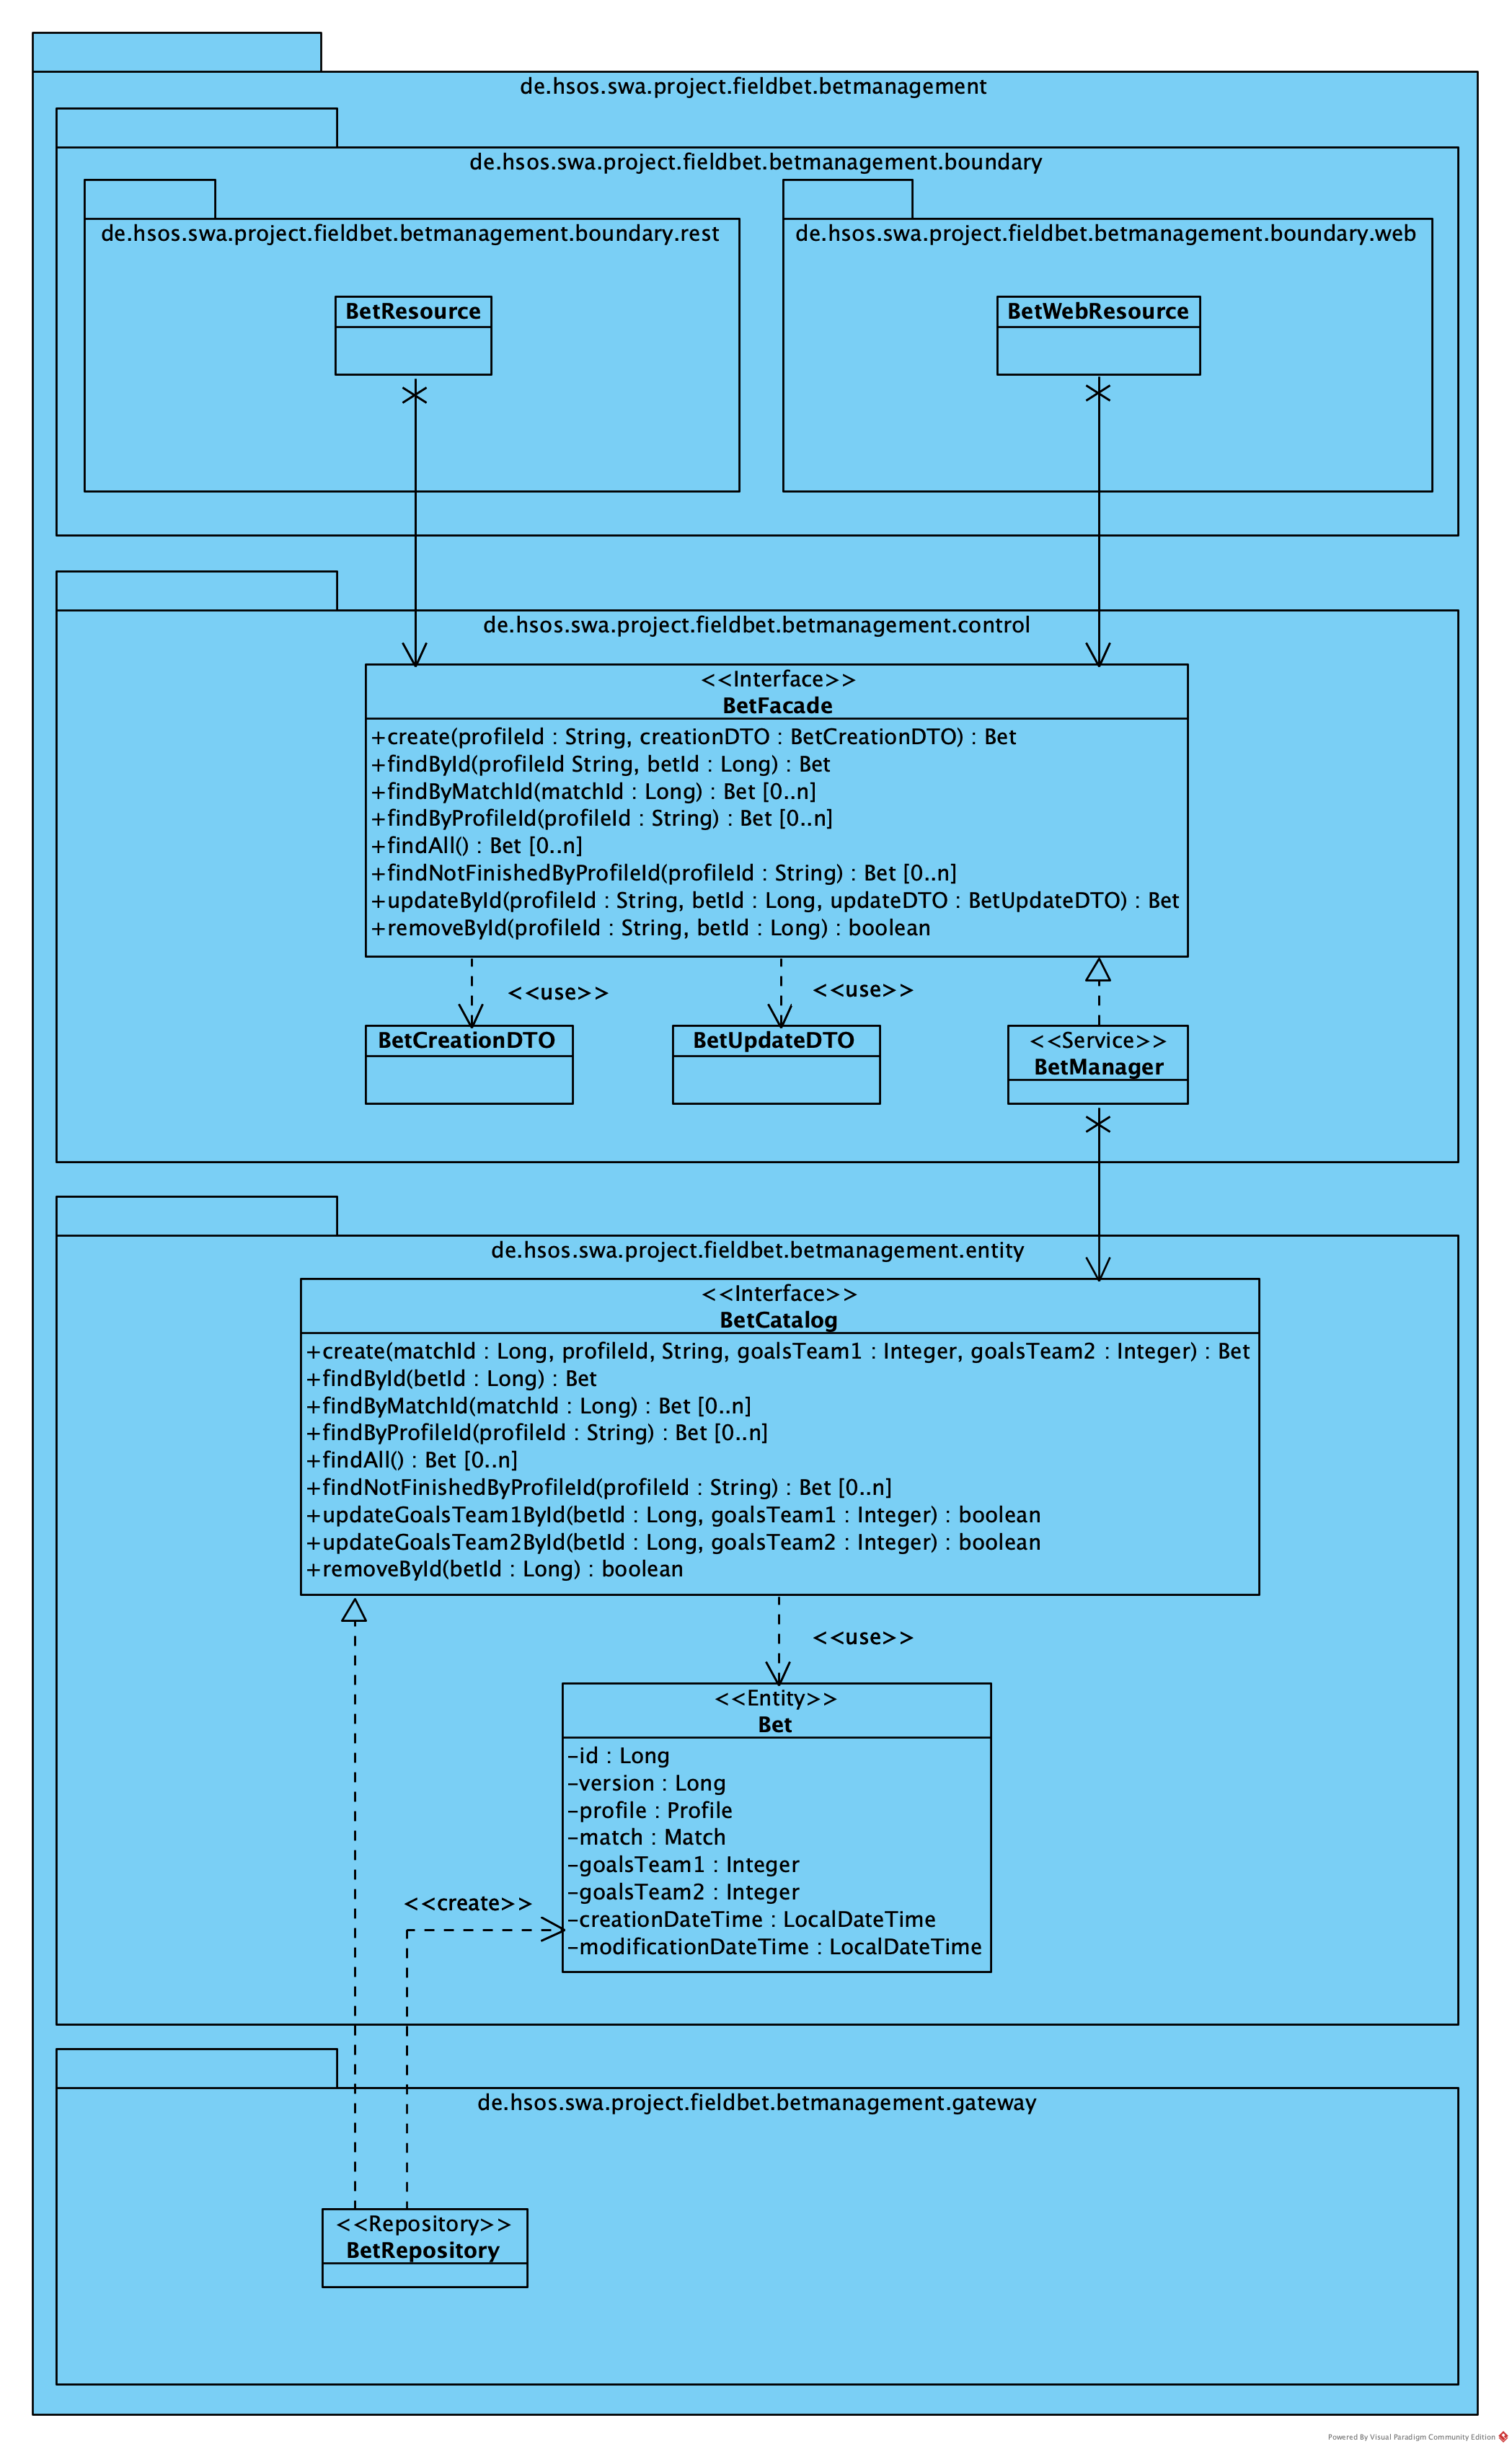 de.hsos.swa.project.fieldbet.betmanagement
de.hsos.swa.project.fieldbet.betmanagement.boundary
de.hsos.swa.project.fieldbet.betmanagement.boundary.rest
de.hsos.swa.project.fieldbet.betmanagement.boundary.web
BetResource
BetWebResource
de.hsos.swa.project.fieldbet.betmanagement.control
<<Interface>>
BetFacade
+create(profileId : String, creationDTO : BetCreationDTO) : Bet
+findById(profileId String, betId : Long) : Bet
+findByMatchId(matchId : Long) : Bet [0..n]
+findByProfileId(profileId : String) : Bet [0..n]
+findAll() : Bet [0..n]
+findNotFinishedByProfileId(profileId : String) : Bet [0..n]
+updateById(profileId : String, betId : Long, updateDTO : BetUpdateDTO) : Bet
+removeById(profileId : String, betId : Long) : boolean
<<use>>
<<use>>
BetCreationDTO
BetUpdateDTO
<<Service>>
BetManager
de.hsos.swa.project.fieldbet.betmanagement.entity
<<Interface>>
BetCatalog
+create(matchId : Long, profileId, String, goalsTeam1 : Integer, goalsTeam2 : Integer) : Bet
+findById(betId : Long) : Bet
+findByMatchId(matchId : Long) : Bet [0..n]
+findByProfileId(profileId : String) : Bet [0..n]
+findAll() : Bet [0..n]
+findNotFinishedByProfileId(profileId : String) : Bet [0..n]
+updateGoalsTeam1ById(betId : Long, goalsTeam1 : Integer) : boolean
+updateGoalsTeam2ById(betId : Long, goalsTeam2 : Integer) : boolean
+removeById(betId : Long) : boolean
<<use>>
<<Entity>>
Bet
-id : Long
-version : Long
-profile : Profile
-match : Match
-goalsTeam1 : Integer
-goalsTeam2 : Integer
-creationDateTime : LocalDateTime
-modificationDateTime : LocalDateTime
<<create>>
de.hsos.swa.project.fieldbet.betmanagement.gateway
<<Repository>>
BetRepository
Powered By Visual Paradigm Community Edition